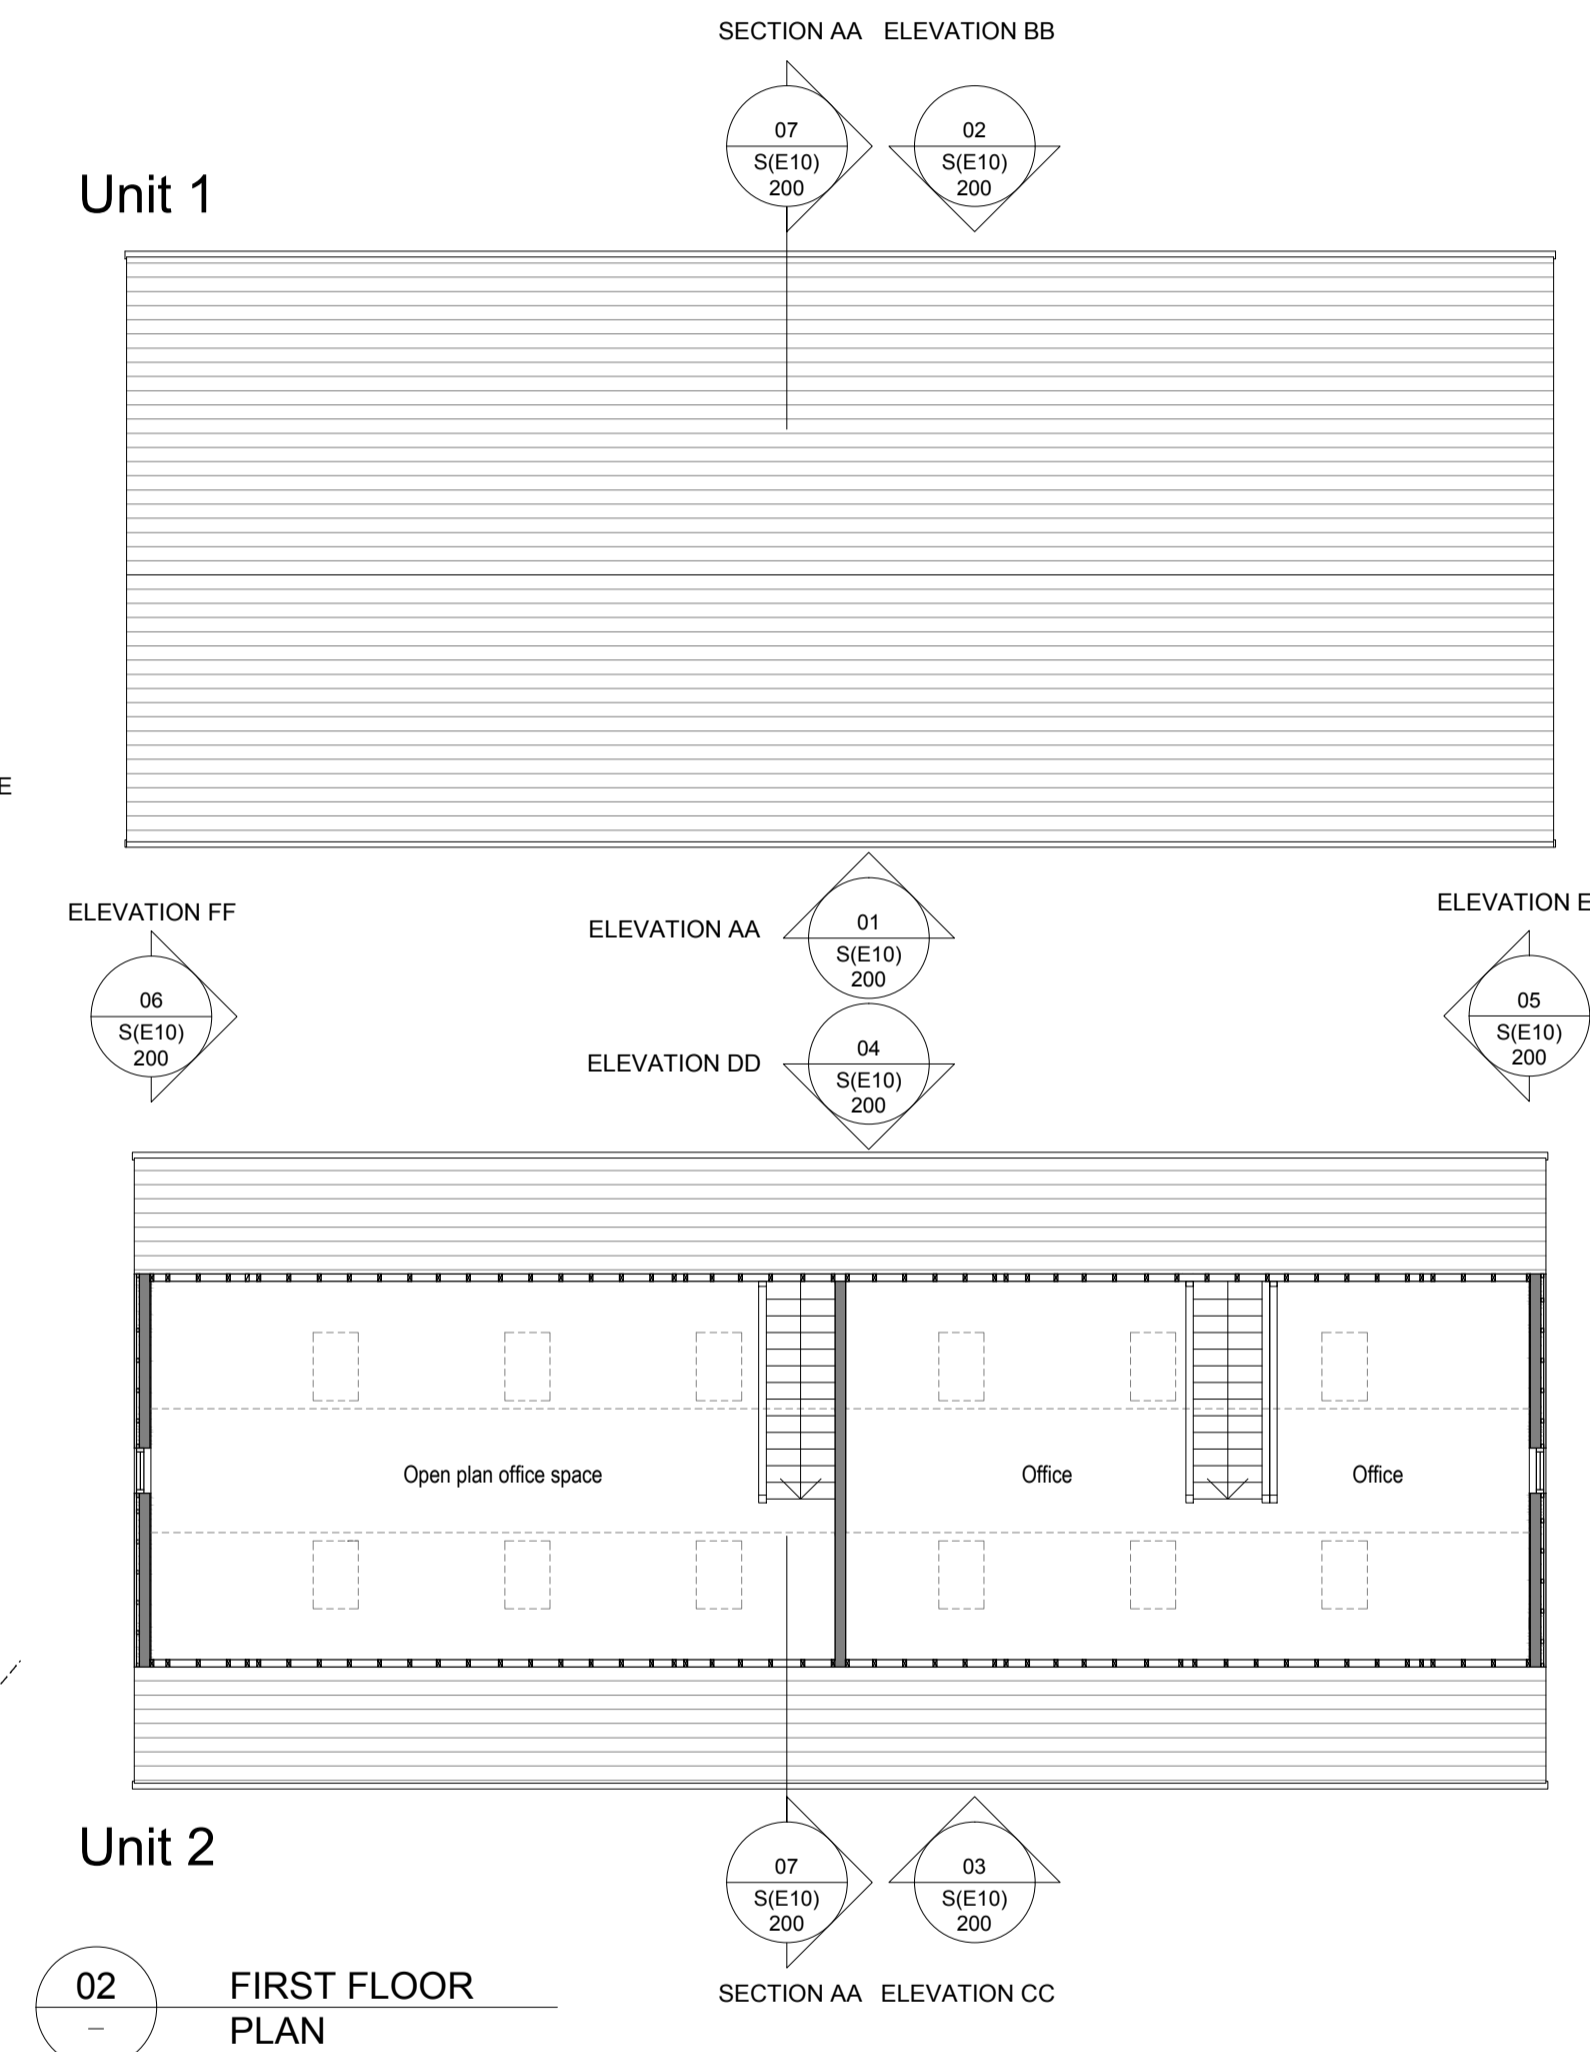 SECTION AA ELEVATION BB
07
S(E10)
200
02
S(E10)
200
Unit 1
E
ELEVATION FF
06
S(E10)
200
ELEVATION AA
01
S(E10)
200
ELEVATION E
05
S(E10)
200
ELEVATION DD
04
S(E10)
200
Open plan office space
Office
Office
Unit 2
07
S(E10)
200
03
S(E10)
200
SECTION AA ELEVATION CC
02
–
FIRST FLOOR
PLAN